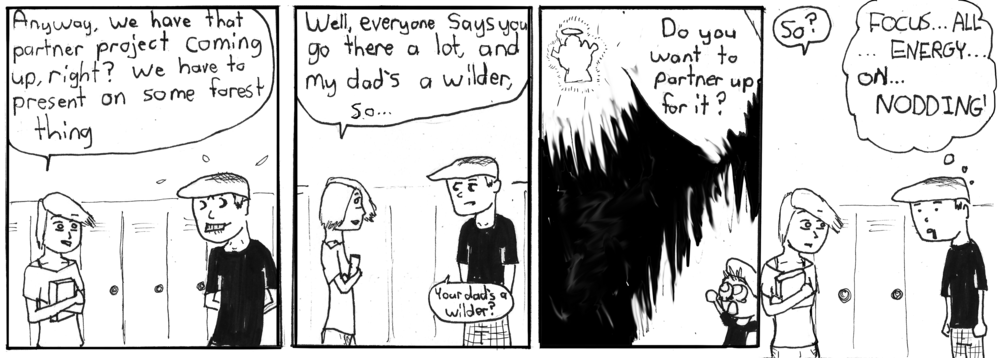 Anyway, we have that
partner project coming
up, right? We have to
present on some forest
thing
Well, everyone says you
go there a lot, and
my dad's a wilder,
so...
Your dad's a
wilder?
Do you
want to
partner up
for it?
So?
FOCUS... ALL
... ENERGY...
ON...
NODDING!